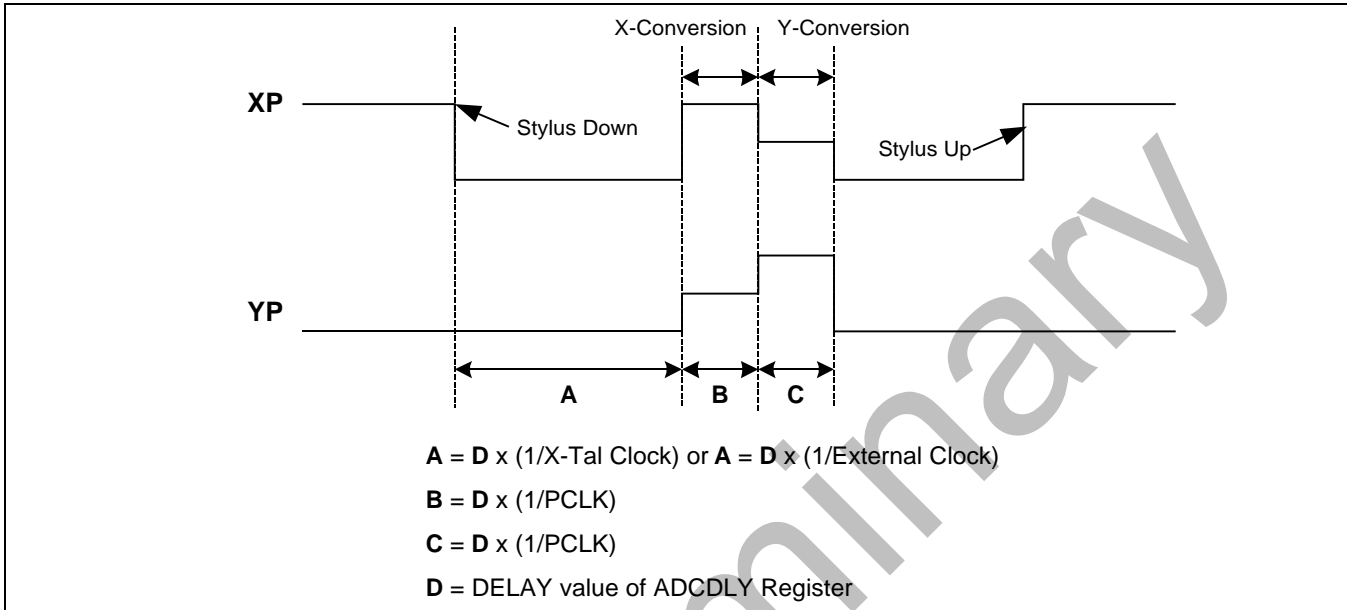 X-Conversion Y-Conversion
XP
Stylus Down
Stylus Up
YP
A B C
A = D x (1/X-Tal Clock) or A = D x (1/External Clock)
B = D x (1/PCLK)
C = D x (1/PCLK)
D = DELAY value of ADCDLY Register
minary